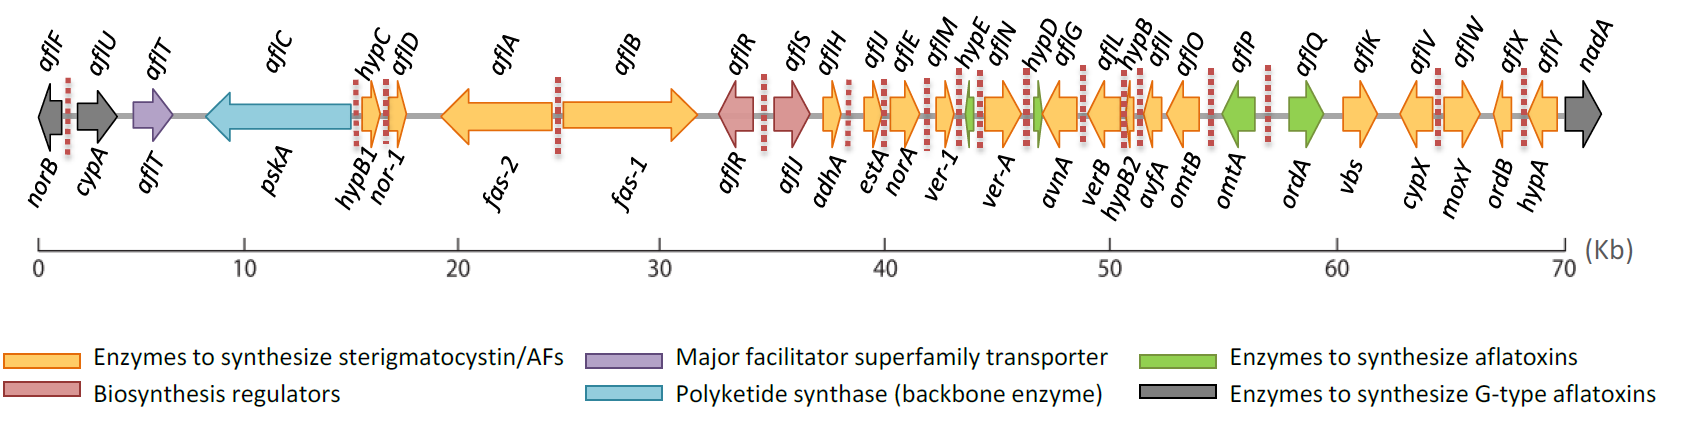 aflF aflU aflT aflC hypC aflD aflA aflB aflR aflS aflH aflJ aflE aflM hypE aflN hypD aflG aflL hypB aflI aflO aflP aflQ aflK aflV aflW aflX aflY nadA
norB cypA aflT pskA hypB1 nor-1 fas-2 fas-1 aflR aflJ adhA estA norA ver-1 ver-A avnA verB hypB2 avfA omtB omtA ordA vbs cypX moxY ordB hypA
0 10 20 30 40 50 60 70 (Kb)
Enzymes to synthesize sterigmatocystin/AFs Major facilitator superfamily transporter Enzymes to synthesize aflatoxins
Biosynthesis regulators Polyketide synthase (backbone enzyme) Enzymes to synthesize G-type aflatoxins